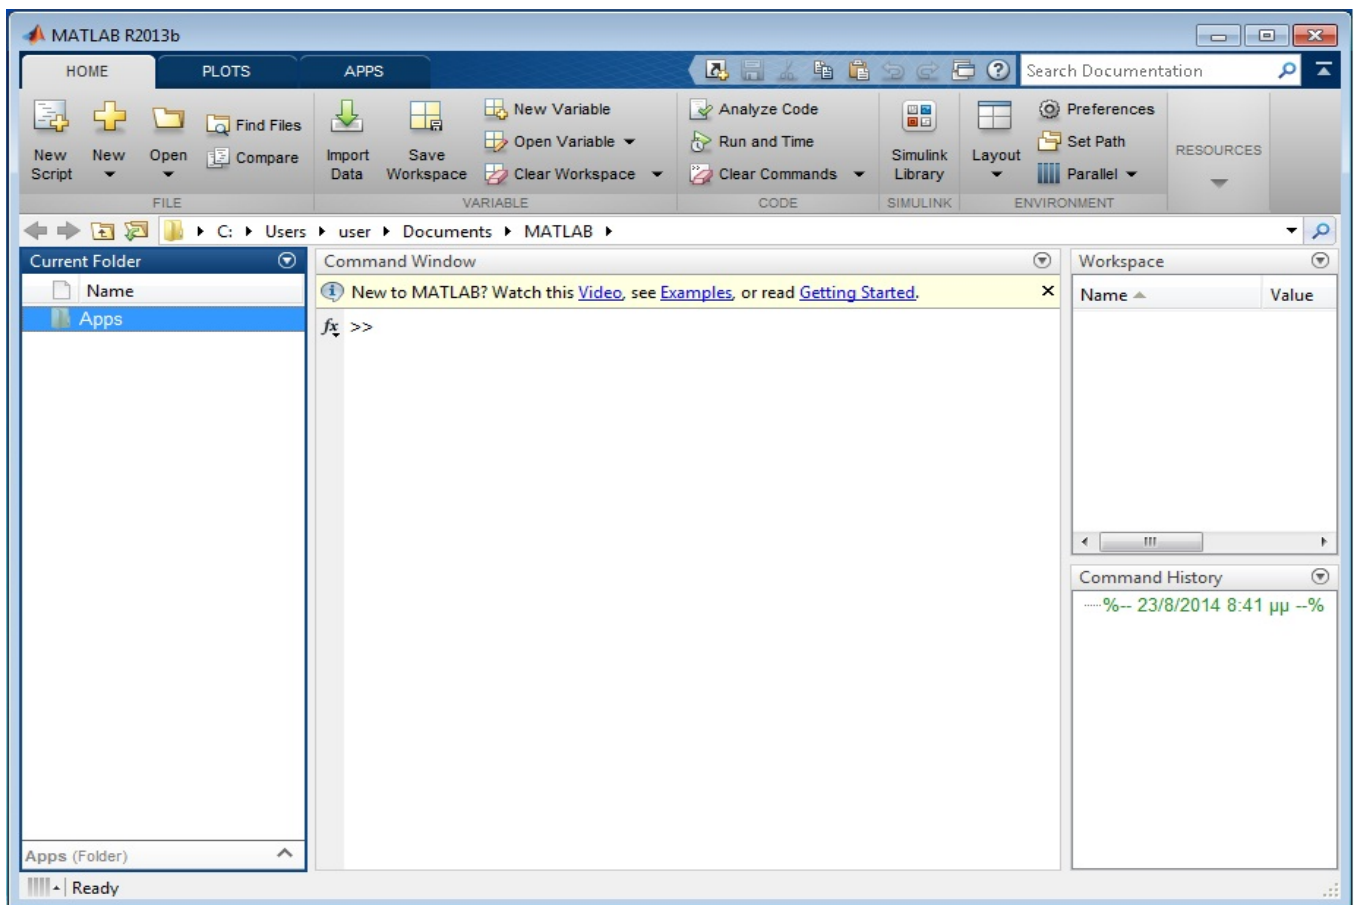 MATLAB R2013b
HOME PLOTS APPS Search Documentation
New Script
New
Open
Find Files
Compare
FILE
Import Data
Save Workspace
New Variable
Open Variable
Clear Workspace
VARIABLE
Analyze Code
Run and Time
Clear Commands
CODE
Simulink Library
SIMULINK
Layout
Preferences
Set Path
Parallel
ENVIRONMENT
RESOURCES
C: Users user Documents MATLAB
Current Folder
Name
Apps
Apps (Folder)
Command Window
New to MATLAB? Watch this Video, see Examples, or read Getting Started.
fx >>
Workspace
Name Value
Command History
%-- 23/8/2014 8:41 μμ --%
Ready